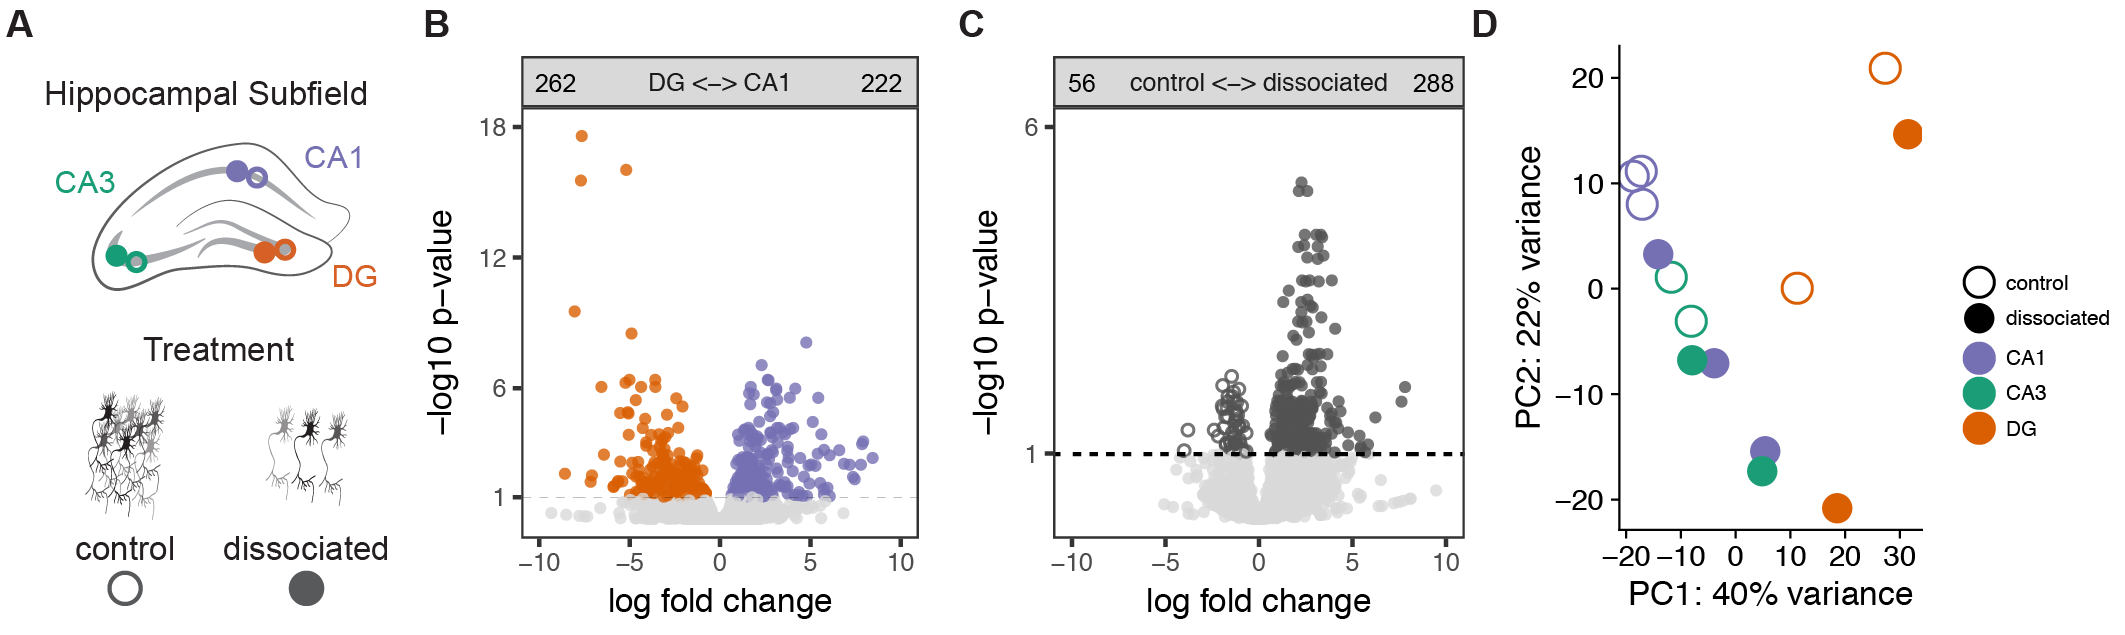 A
Hippocampal Subfield
CA1
CA3
DG
Treatment
control
dissociated
B
262 DG <–> CA1 222
18
12
6
1
−log10 p−value
−10 −5 0 5 10
log fold change
C
56 control <–> dissociated 288
6
1
−log10 p−value
−10 −5 0 5 10
log fold change
D
20
10
0
−10
−20
PC2: 22% variance
−20 −10 0 10 20 30
PC1: 40% variance
control
dissociated
CA1
CA3
DG